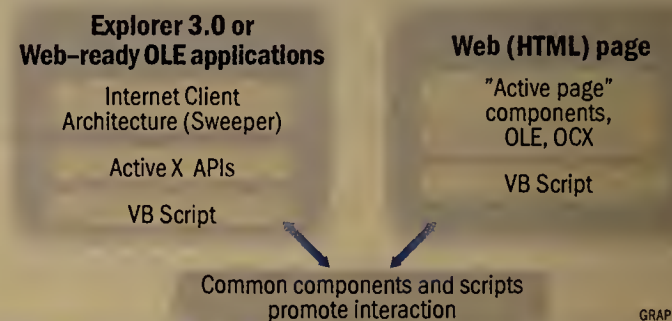 Explorer 3.0 or
Web–ready OLE applications
Internet Client
Architecture (Sweeper)
Active X APIs
VB Script
Web (HTML) page
"Active page"
components,
OLE, OCX
VB Script
Common components and scripts
promote interaction
GRAP